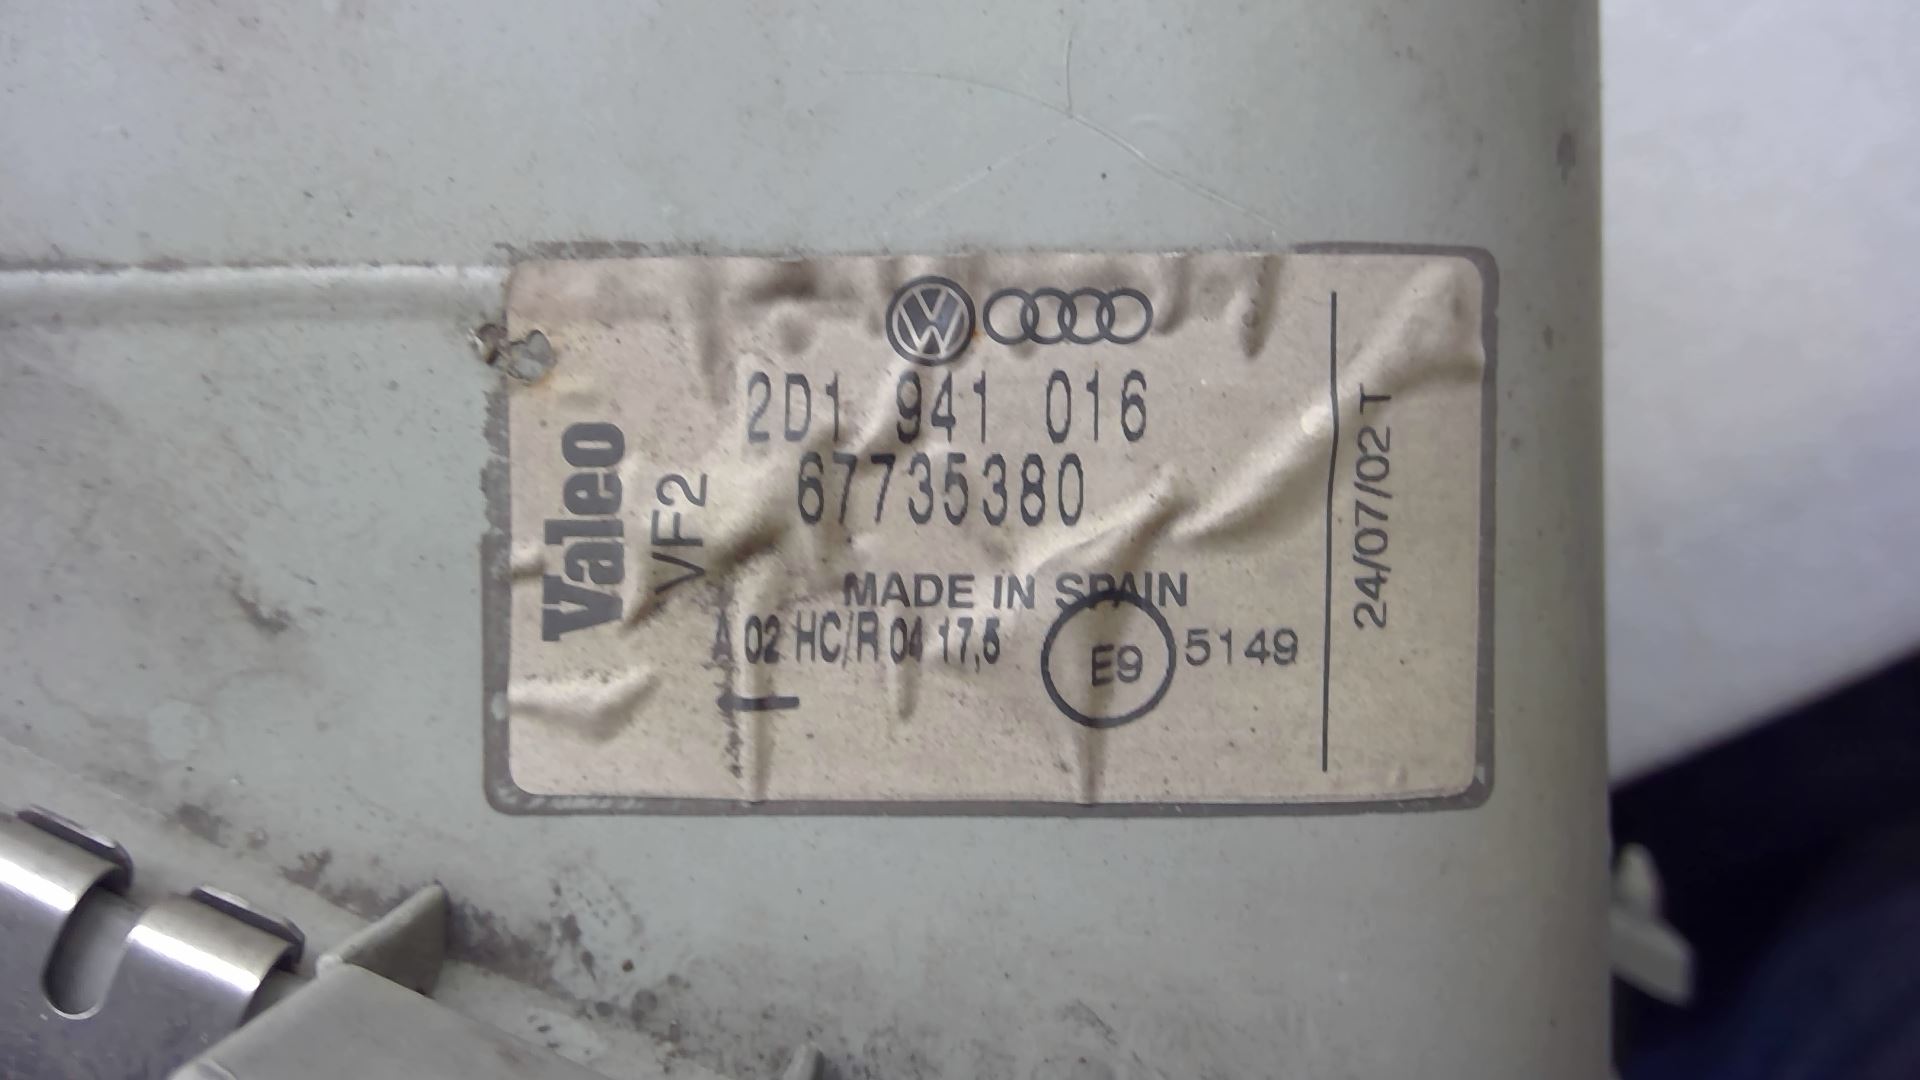 2D1 941 016
67735380
Valeo
VF2
MADE IN SPAIN
A 02 HC/R 04 17,5
E9 5149
24/07/02 T